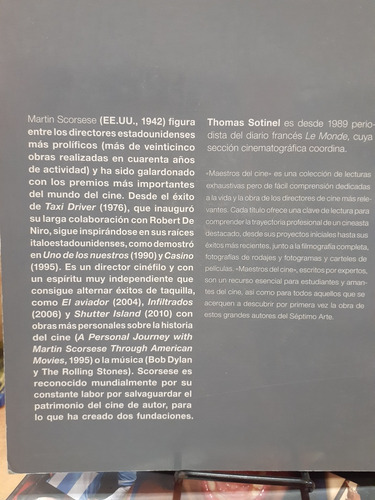 Martin Scorsese (EE.UU., 1942) figura
entre los directores estadounidenses
más prolíficos (más de veinticinco
obras realizadas en cuarenta años
de actividad) y ha sido galardonado
con los premios más importantes
del mundo del cine. Desde el éxito
de Taxi Driver (1976), que inauguró
su larga colaboración con Robert De
Niro, sigue inspirándose en sus raíces
italoestadounidenses, como demostró
en Uno de los nuestros (1990) y Casino
(1995). Es un director cinéfilo y con
un espíritu muy independiente que
consigue alternar éxitos de taquilla,
como El aviador (2004), Infiltrados
(2006) y Shutter Island (2010) con
obras más personales sobre la historia
del cine (A Personal Journey with
Martin Scorsese Through American
Movies, 1995) o la música (Bob Dylan
y The Rolling Stones). Scorsese es
reconocido mundialmente por su
constante labor por salvaguardar el
patrimonio del cine de autor, para
lo que ha creado dos fundaciones.
Thomas Sotinel es desde 1989 perio-
dista del diario francés Le Monde, cuya
sección cinematográfica coordina.
«Maestros del cine» es una colección de lecturas
exhaustivas pero de fácil comprensión dedicadas
a la vida y la obra de los directores de cine más rele-
vantes. Cada título ofrece una clave de lectura para
comprender la trayectoria profesional de un cineasta
destacado, desde sus proyectos iniciales hasta sus
éxitos más recientes, junto a la filmografía completa,
fotografías de rodajes y fotogramas y carteles de
películas. «Maestros del cine», escritos por expertos,
son un recurso esencial para estudiantes y aman-
tes del cine, así como para todos aquellos que se
acerquen a descubrir por primera vez la obra de
estos grandes autores del Séptimo Arte.